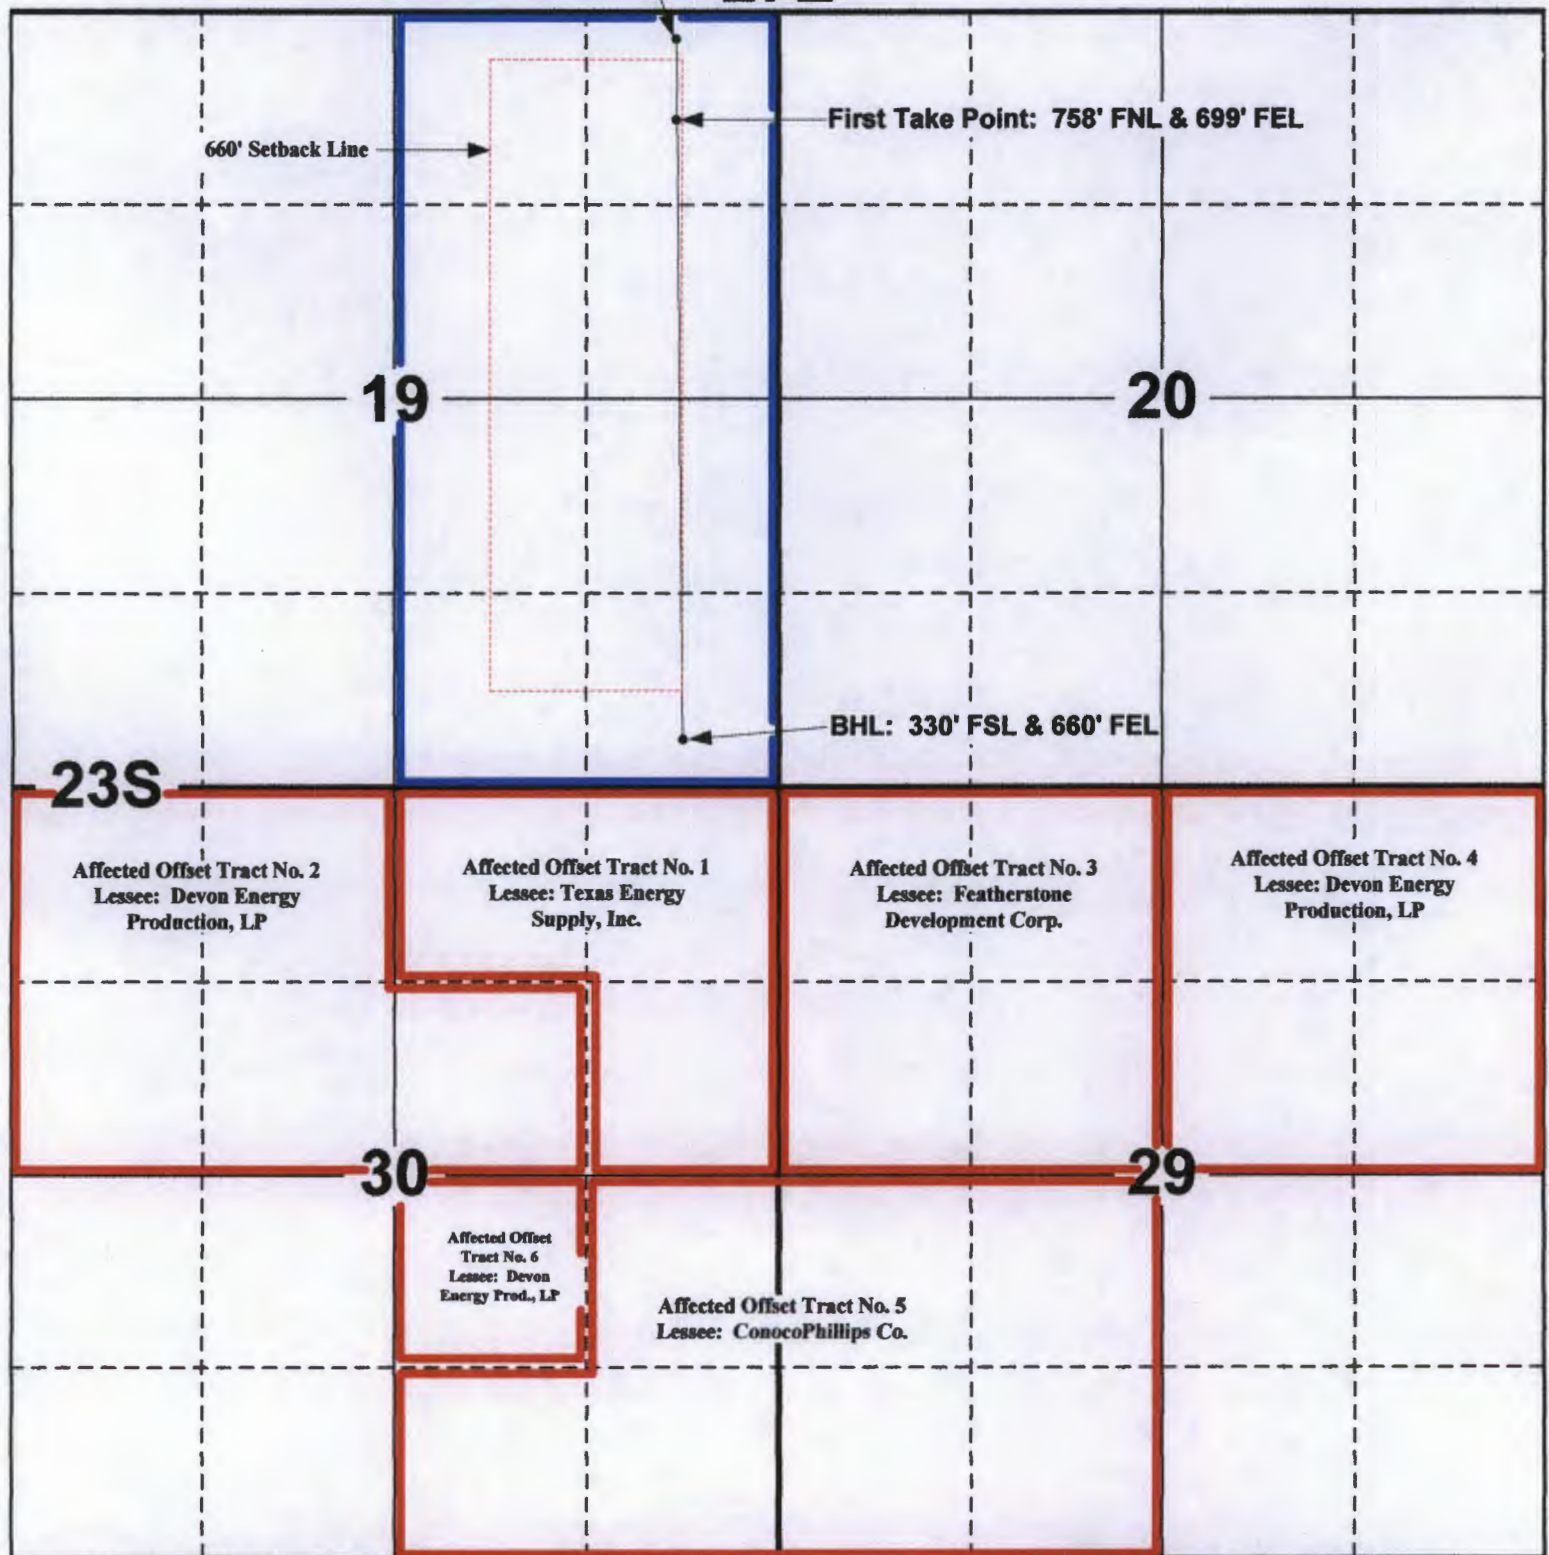 First Take Point: 758' FNL & 699' FEL
660' Setback Line
19
20
BHL: 330' FSL & 660' FEL
23S
Affected Offset Tract No. 2
Lessee: Devon Energy
Production, LP
Affected Offset Tract No. 1
Lessee: Texas Energy
Supply, Inc.
Affected Offset Tract No. 3
Lessee: Featherstone
Development Corp.
Affected Offset Tract No. 4
Lessee: Devon Energy
Production, LP
30
29
Affected Offset
Tract No. 6
Lessee: Devon
Energy Prod., LP
Affected Offset Tract No. 5
Lessee: ConocoPhillips Co.